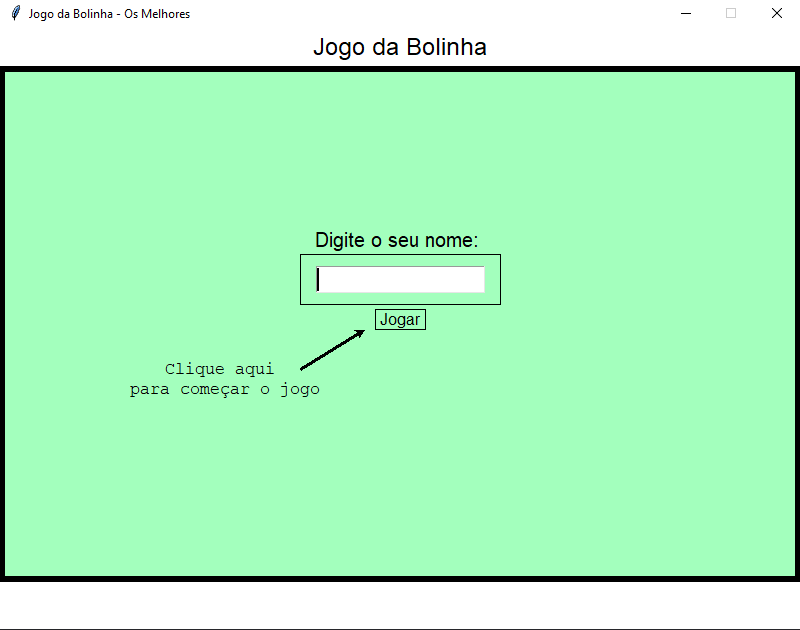 Jogo da Bolinha - Os Melhores
Jogo da Bolinha
Digite o seu nome:
Jogar
Clique aqui
para começar o jogo